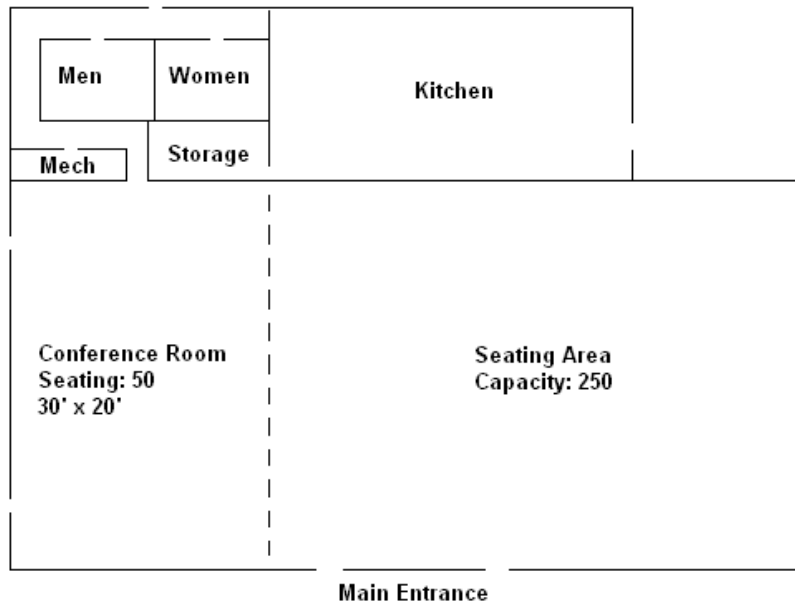 Men
Women
Kitchen
Storage
Mech
Conference Room
Seating: 50
30' x 20'
Seating Area
Capacity: 250
Main Entrance